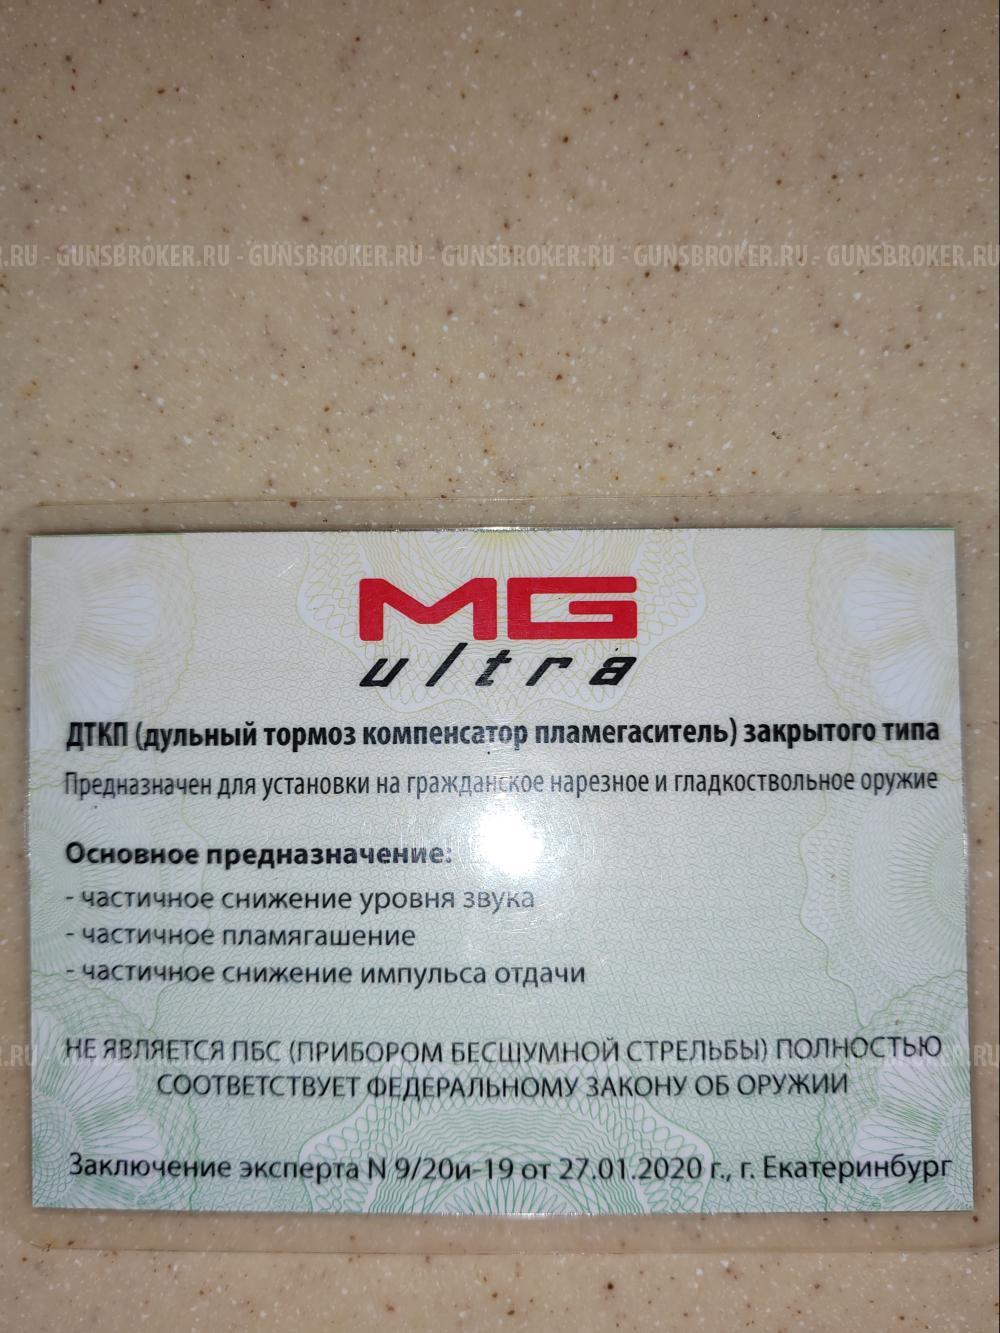 .RU - GUNSBROKER.RU - GUNSBROKER.RU - GUNSBROKER.RU - GUNSBROKER.RU - GUNSBROKER.RU
MG
ultra
ДТКП (дульный тормоз компенсатор пламегаситель) закрытого типа
Предназначен для установки на гражданское нарезное и гладкоствольное оружие
Основное предназначение:
- частичное снижение уровня звука
- частичное пламягашение
- частичное снижение импульса отдачи
НЕ ЯВЛЯЕТСЯ ПБС (ПРИБОРОМ БЕСШУМНОЙ СТРЕЛЬБЫ) ПОЛНОСТЬЮ
СООТВЕТСТВУЕТ ФЕДЕРАЛЬНОМУ ЗАКОНУ ОБ ОРУЖИИ
Заключение эксперта N 9/20и-19 от 27.01.2020 г., г. Екатеринбург